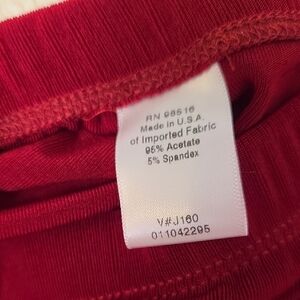 RN 98516
Made in U.S.A.
of Imported Fabric
95% Acetate
5% Spandex
V#J160
011042295